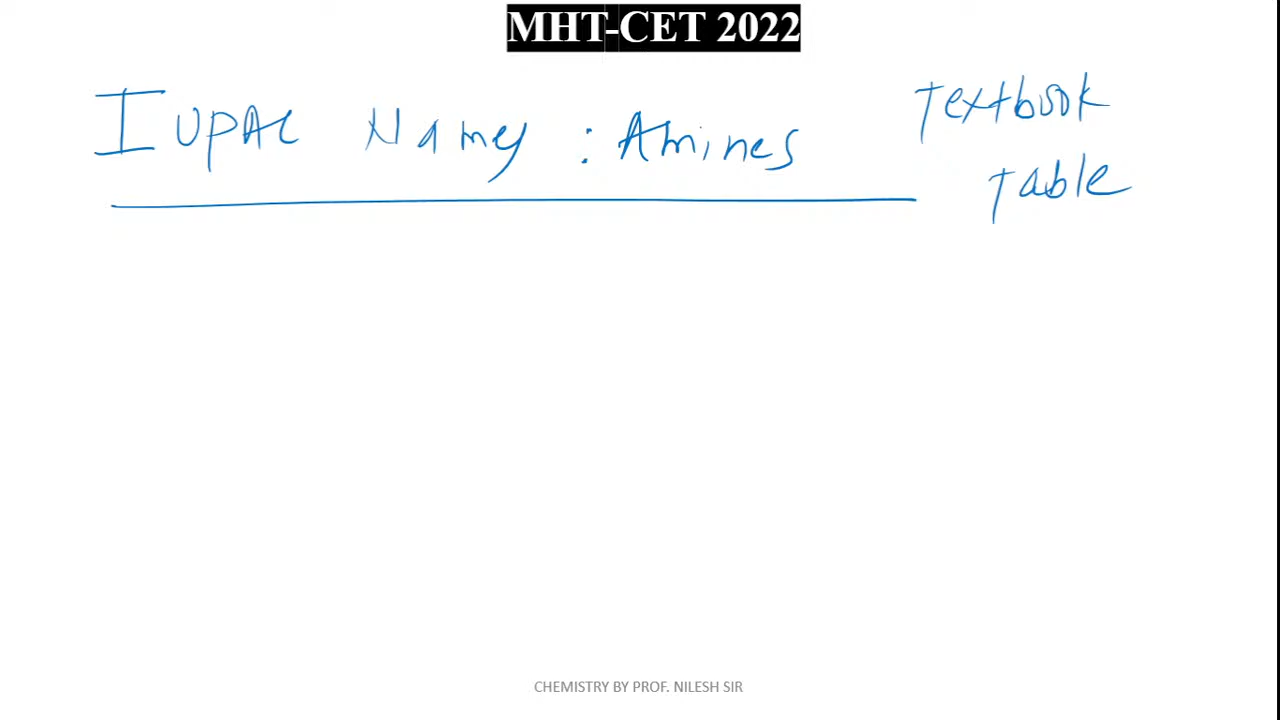 MHT-CET 2022
IUPAC Names : Amines
Textbook
Table
CHEMISTRY BY PROF. NILESH SIR